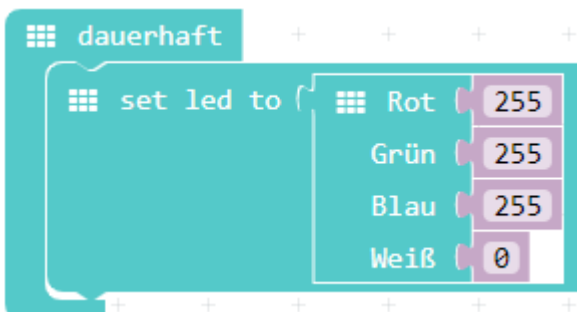 dauerhaft
set led to Rot 255
Grün 255
Blau 255
Weiß 0